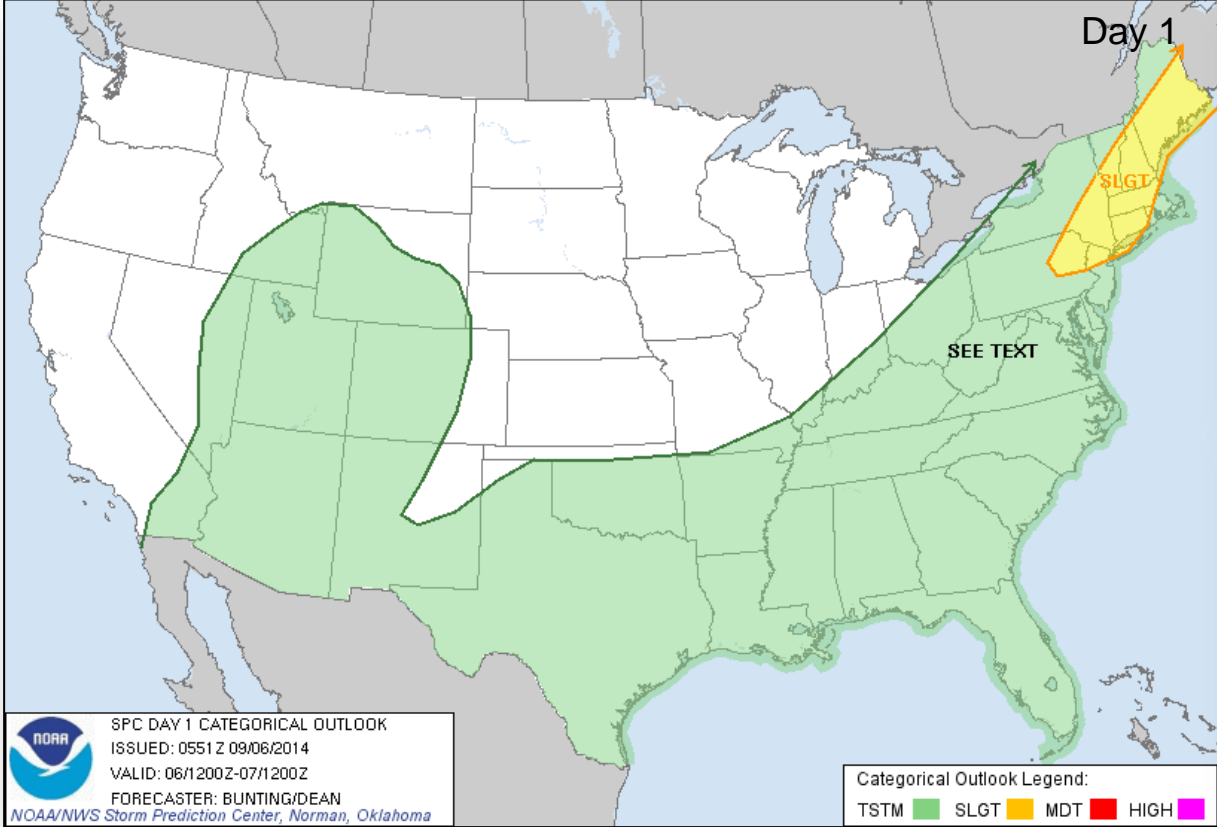 Day 1
SLGT
SEE TEXT
NOAA
SPC DAY 1 CATEGORICAL OUTLOOK
ISSUED: 0551Z 09/06/2014
VALID: 06/1200Z-07/1200Z
FORECASTER: BUNTING/DEAN
NOAA/NWS Storm Prediction Center, Norman, Oklahoma
Categorical Outlook Legend:
TSTM SLGT MDT HIGH